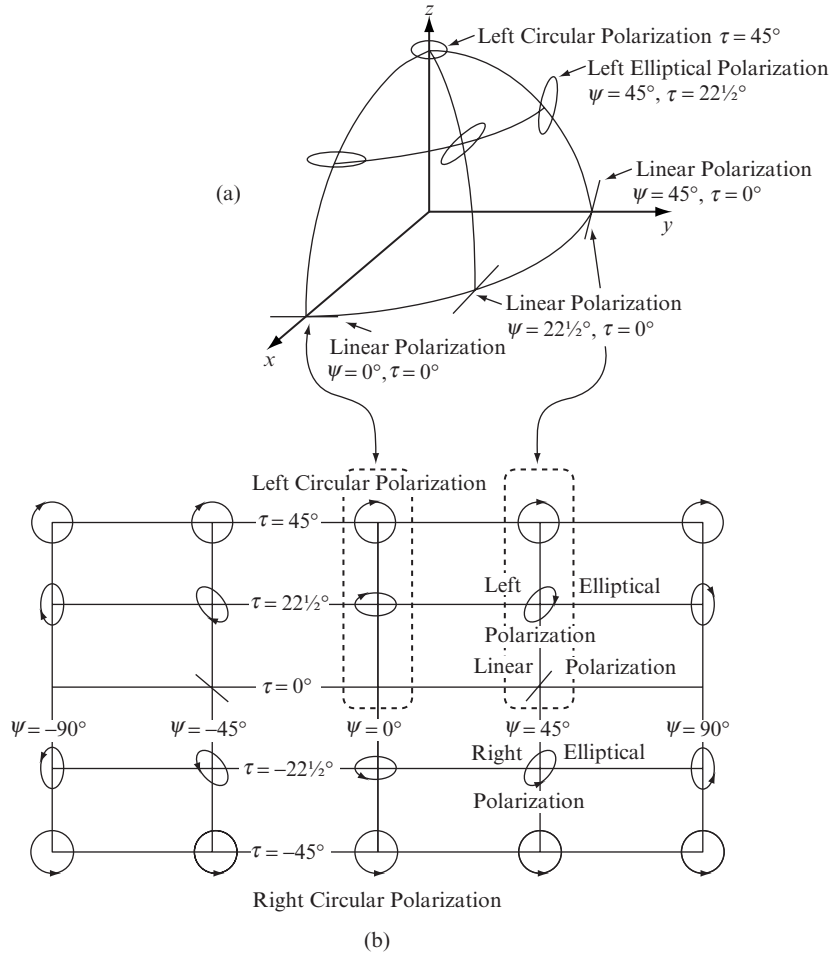 z
Left Circular Polarization τ = 45°
Left Elliptical Polarization
ψ = 45°, τ = 22½°
(a)
Linear Polarization
ψ = 45°, τ = 0°
y
Linear Polarization
ψ = 22½°, τ = 0°
Linear Polarization
ψ = 0°, τ = 0°
x
Left Circular Polarization
τ = 45°
τ = 22½°
Left Elliptical
Polarization
τ = 0°
Linear Polarization
ψ = −90°
ψ = −45°
ψ = 0°
ψ = 45°
ψ = 90°
τ = −22½°
Right Elliptical
Polarization
τ = −45°
Right Circular Polarization
(b)